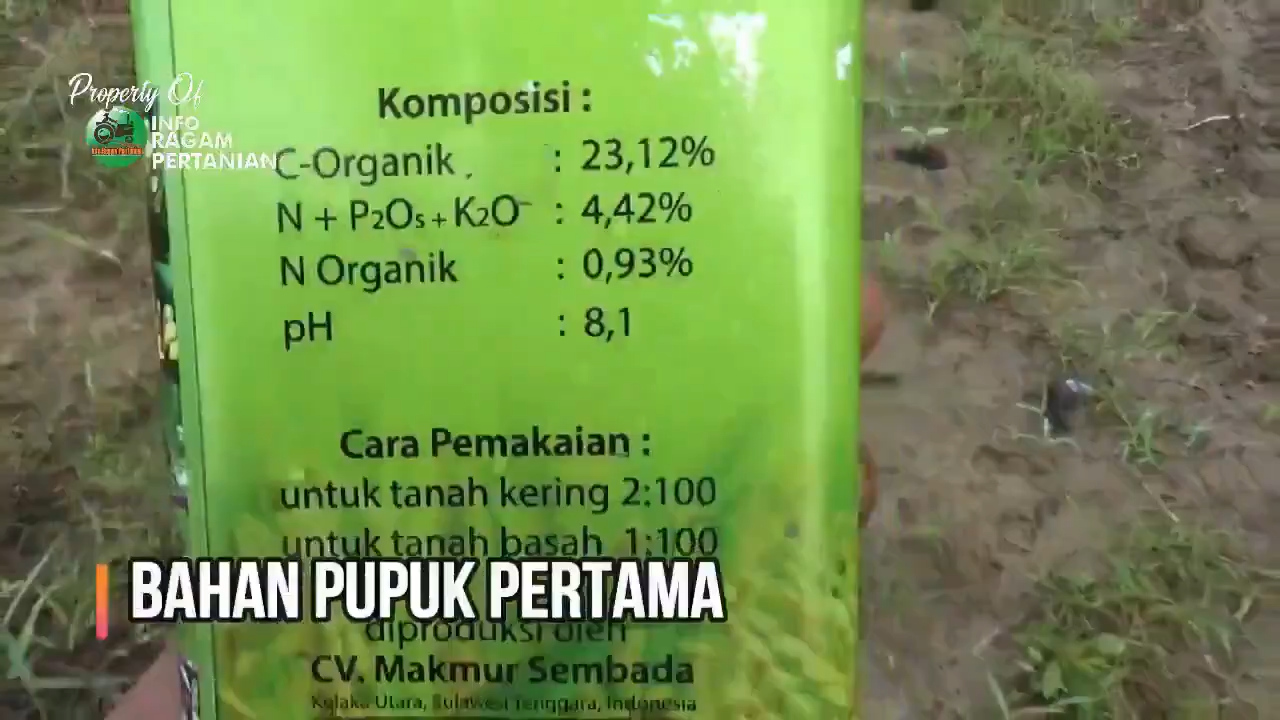 Property Of
INFO
RAGAM
PERTANIAN
Komposisi :
C-Organik : 23,12%
N + P2O5 + K2O : 4,42%
N Organik : 0,93%
pH : 8,1
Cara Pemakaian :
untuk tanah kering 2:100
untuk tanah basah 1:100
BAHAN PUPUK PERTAMA
diproduksi oleh
CV. Makmur Sembada
Kolaka Utara, Sulawesi Tenggara, Indonesia